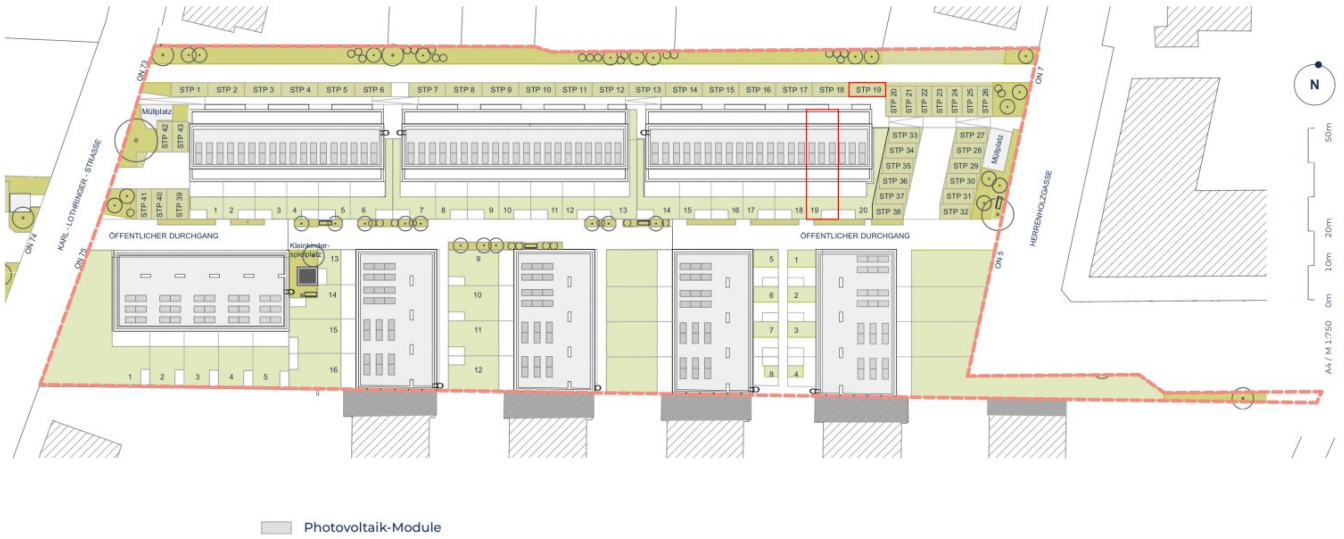 ON 73
STP 1 STP 2 STP 3 STP 4 STP 5 STP 6 STP 7 STP 8 STP 9 STP 10 STP 11 STP 12 STP 13 STP 14 STP 15 STP 16 STP 17 STP 18 STP 19 STP 20 STP 21 STP 22 STP 23 STP 24 STP 25 STP 26
ON 7
N
Müllplatz
STP 42 STP 43
STP 33 STP 27
STP 34 STP 28
STP 35 STP 29
STP 36 STP 30
STP 37 STP 31
STP 38 STP 32
Müllplatz
KARL - LOTHRINGER - STRASSE
HERRENHOLZGASSE
STP 41 STP 40 STP 39
1 2 3 4 5 6 7 8 9 10 11 12 13 14 15 16 17 18 19 20
ON 74
ON 75
ÖFFENTLICHER DURCHGANG
ÖFFENTLICHER DURCHGANG
ON 5
Kleinkinder-
spielplatz
13 9 5 1
14 10 6 2
15 11 7 3
16 12 8 4
1 2 3 4 5
50m
20m
10m
0m
A4 / M 1:750
Photovoltaik-Module